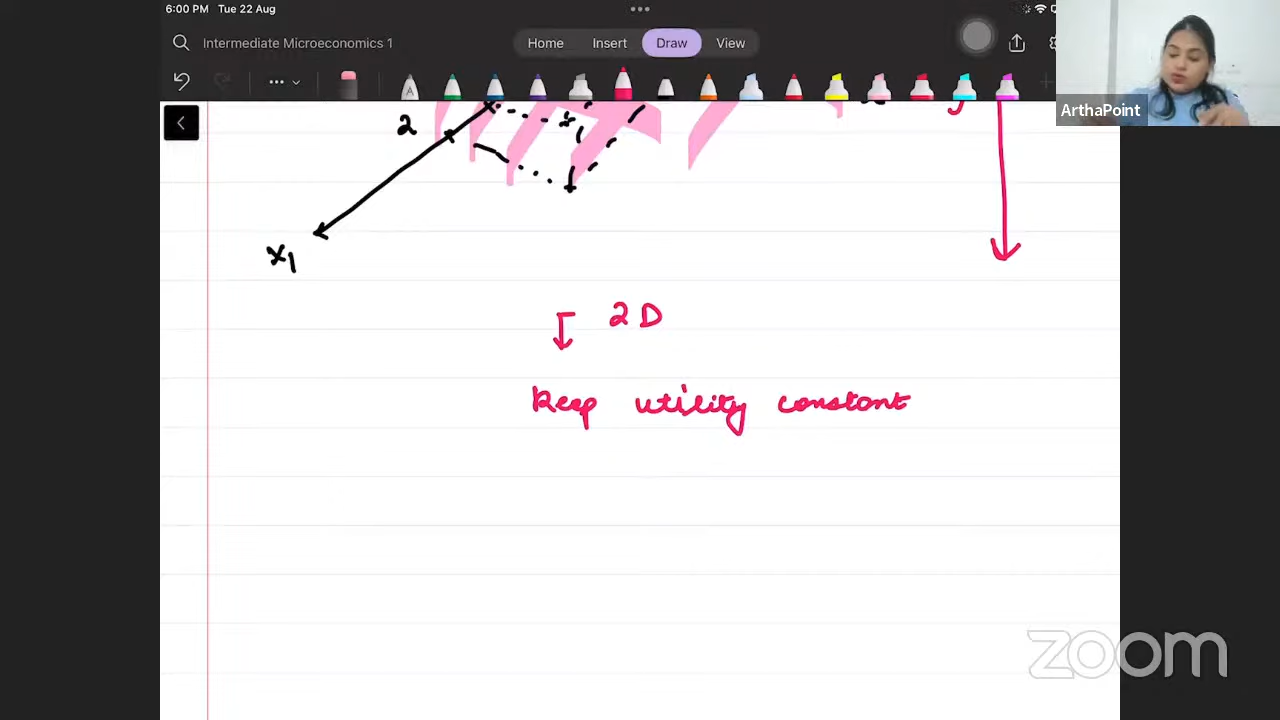 6:00 PM Tue 22 Aug
Intermediate Microeconomics 1
Home Insert Draw View
A
ArthaPoint
2
x1
x1
2D
Keep utility constant
zoom